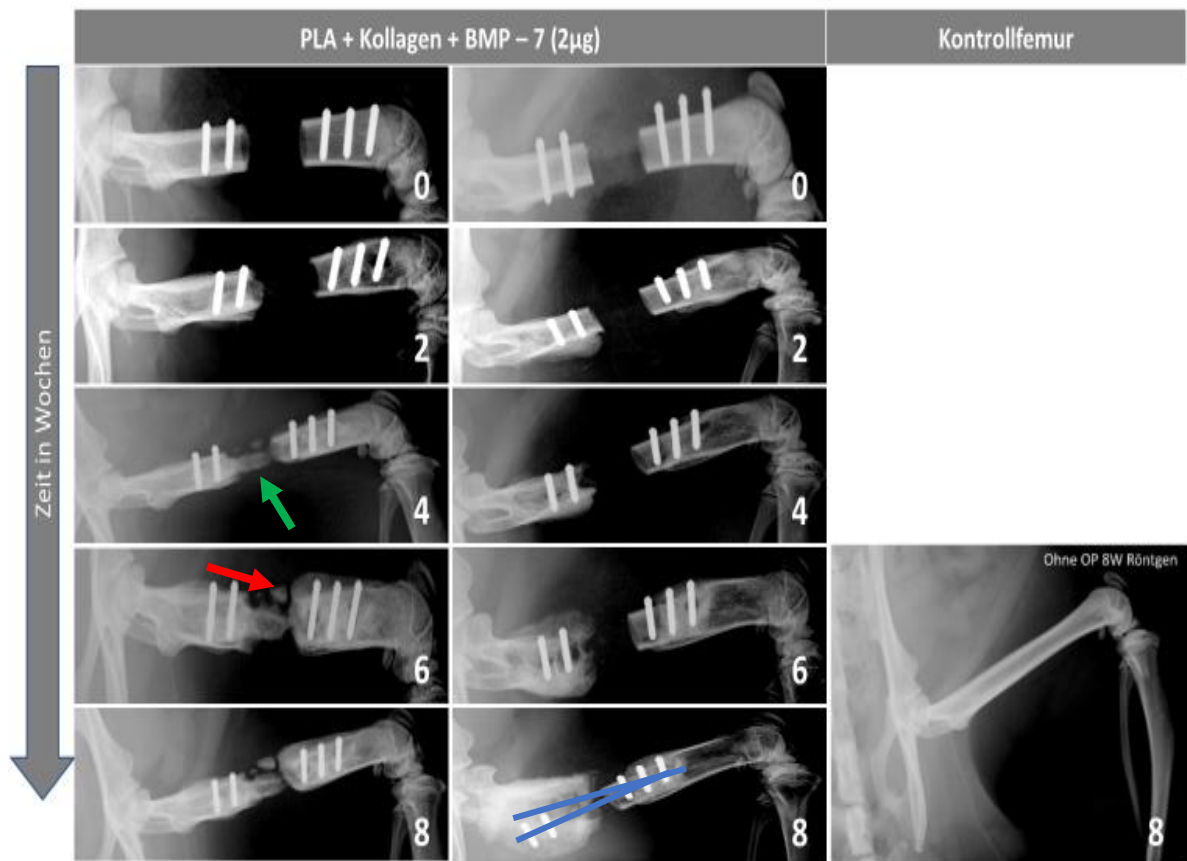 PLA + Kollagen + BMP – 7 (2µg)
Kontrollfemur
Zeit in Wochen
0
0
2
2
4
4
6
6
Ohne OP 8W Röntgen
8
8
8